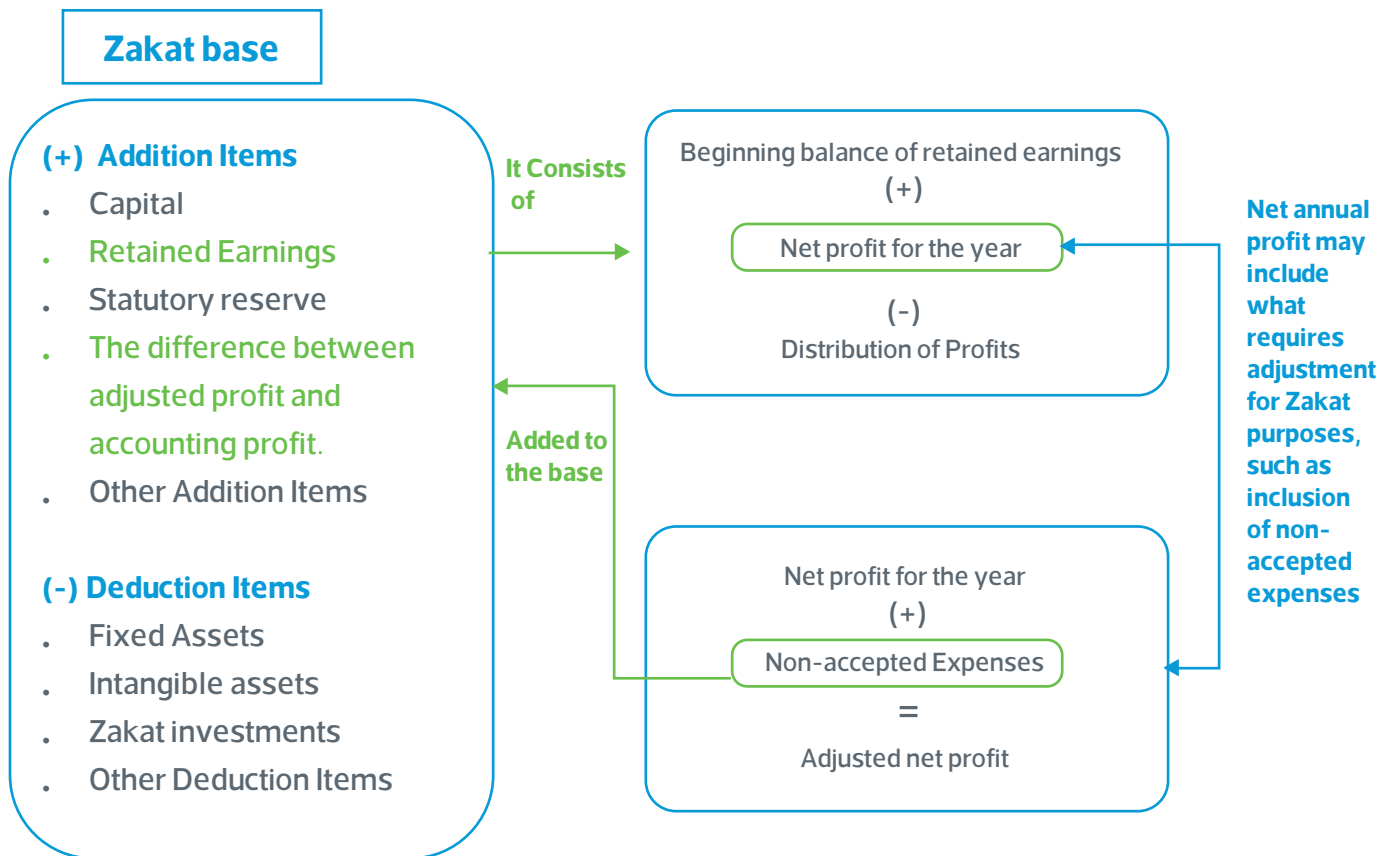 Zakat base
(+) Addition Items
. Capital
. Retained Earnings
. Statutory reserve
. The difference between
adjusted profit and
accounting profit.
. Other Addition Items
(-) Deduction Items
. Fixed Assets
. Intangible assets
. Zakat investments
. Other Deduction Items
It Consists
of
Added to
the base
Beginning balance of retained earnings
(+)
Net profit for the year
(-)
Distribution of Profits
Net profit for the year
(+)
Non-accepted Expenses
=
Adjusted net profit
Net annual
profit may
include
what
requires
adjustment
for Zakat
purposes,
such as
inclusion
of non-
accepted
expenses